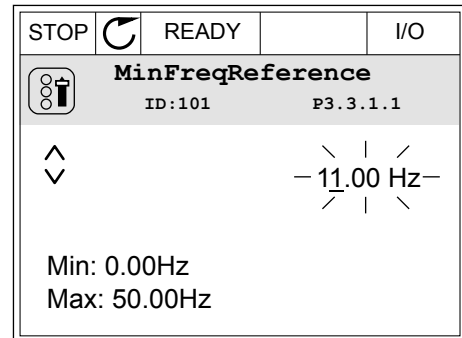 STOP READY I/O
MinFreqReference
ID:101 P3.3.1.1
11.00 Hz
Min: 0.00Hz
Max: 50.00Hz